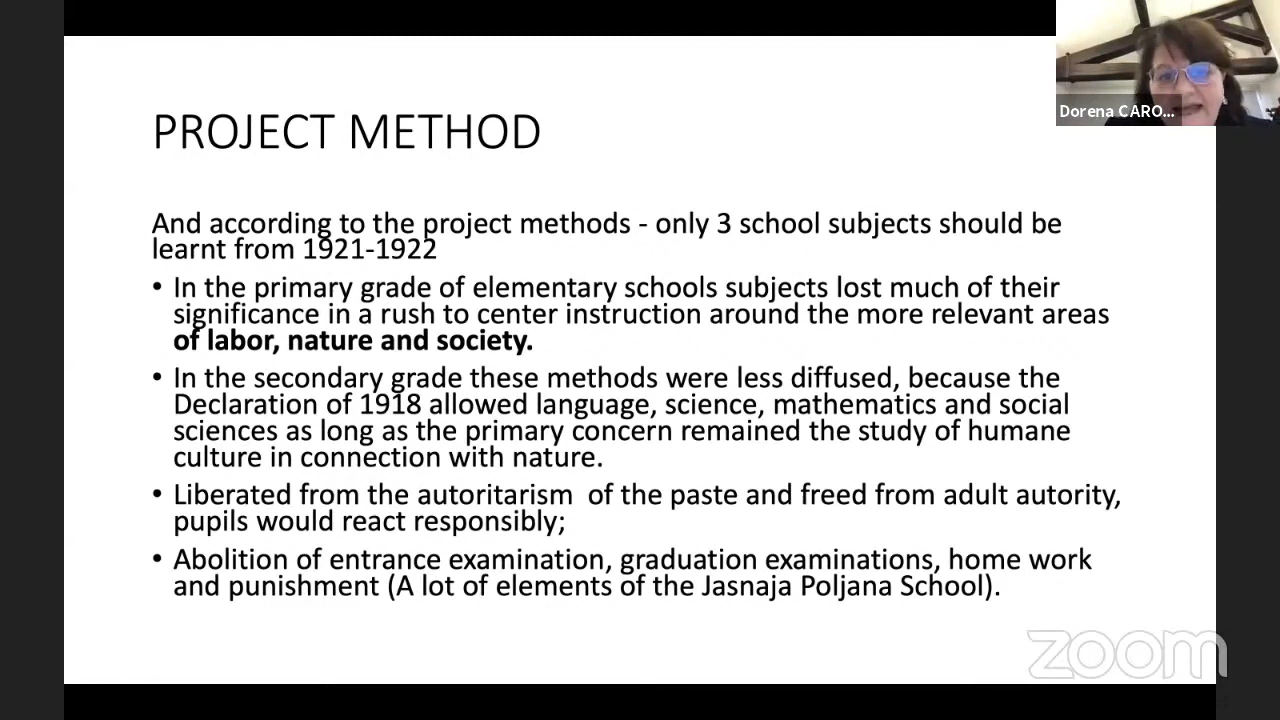 PROJECT METHOD
Dorena CARO...
And according to the project methods - only 3 school subjects should be
learnt from 1921-1922
• In the primary grade of elementary schools subjects lost much of their
significance in a rush to center instruction around the more relevant areas
of labor, nature and society.
• In the secondary grade these methods were less diffused, because the
Declaration of 1918 allowed language, science, mathematics and social
sciences as long as the primary concern remained the study of humane
culture in connection with nature.
• Liberated from the autoritarism of the paste and freed from adult autority,
pupils would react responsibly;
• Abolition of entrance examination, graduation examinations, home work
and punishment (A lot of elements of the Jasnaja Poljana School).
zoom